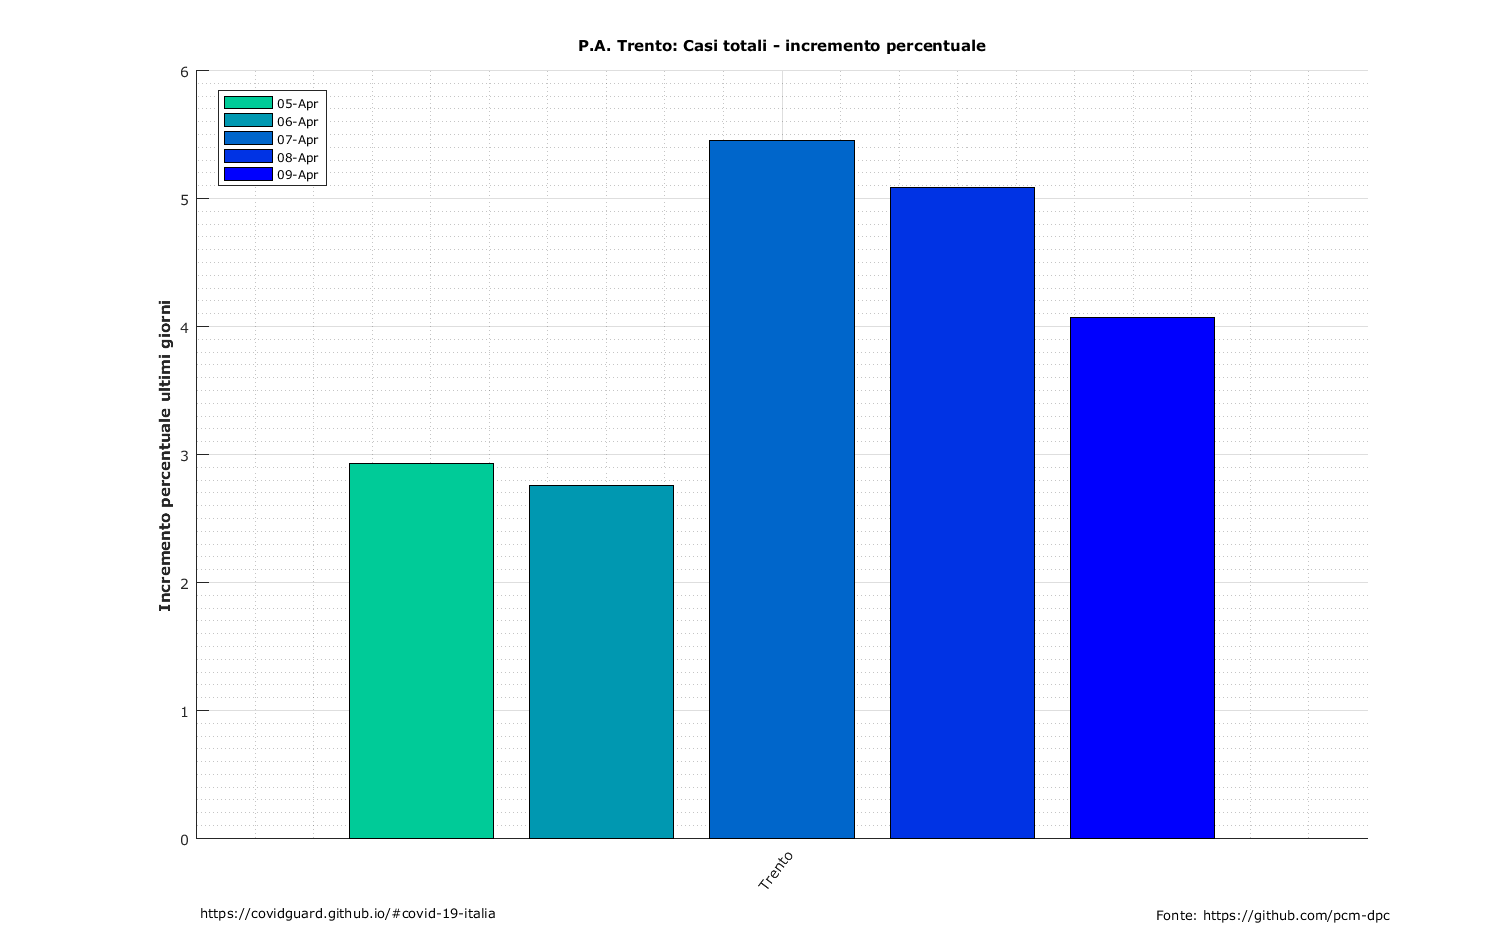 P.A. Trento: Casi totali - incremento percentuale
6
5
4
3
2
1
0
05-Apr
06-Apr
07-Apr
08-Apr
09-Apr
Incremento percentuale ultimi giorni
Trento
https://covidguard.github.io/#covid-19-italia
Fonte: https://github.com/pcm-dpc